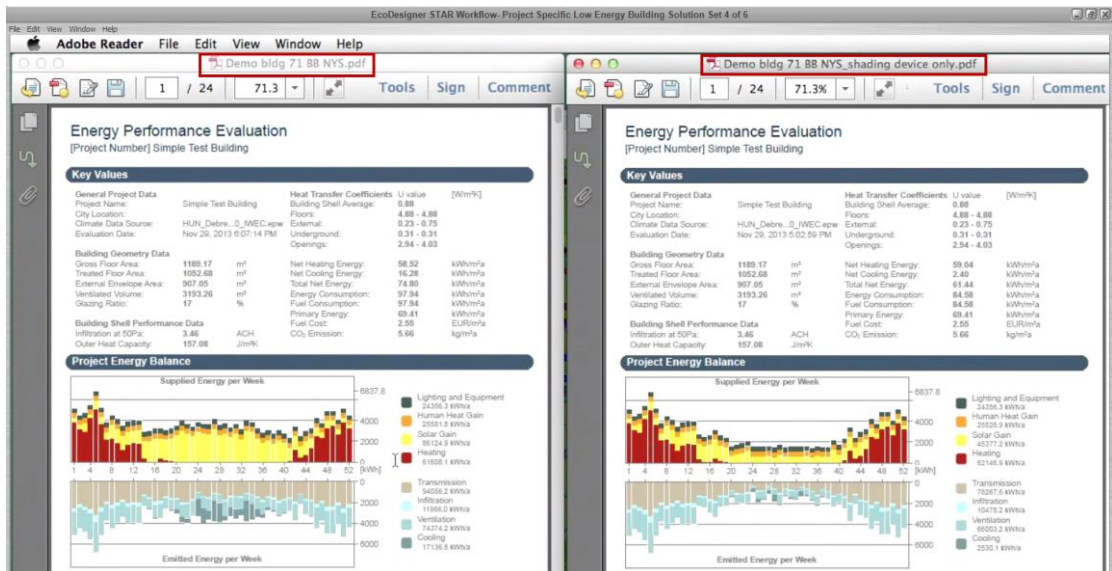 EcoDesigner STAR Workflow- Project Specific Low Energy Building Solution Set 4 of 6
File Edit View Window Help
Adobe Reader File Edit View Window Help
Demo bldg 71 BB NYS.pdf
1 / 24 71.3 Tools Sign Comment
Energy Performance Evaluation
[Project Number] Simple Test Building
Key Values
General Project Data
Project Name: Simple Test Building
City Location:
Climate Data Source: HUN_Debre...0_IWEC.epw
Evaluation Date: Nov 29, 2013 6:07:14 PM
Building Geometry Data
Gross Floor Area: 1189.17 m²
Treated Floor Area: 1052.68 m²
External Envelope Area: 907.05 m²
Ventilated Volume: 3193.26 m³
Glazing Ratio: 17 %
Building Shell Performance Data
Infiltration at 50Pa: 3.46 ACH
Outer Heat Capacity: 157.08 J/m²K
Heat Transfer Coefficients U value [W/m²K]
Building Shell Average: 0.88
Floors: 4.88 - 4.88
External: 0.23 - 0.75
Underground: 0.31 - 0.31
Openings: 2.94 - 4.03
Net Heating Energy: 58.52 kWh/m²a
Net Cooling Energy: 16.28 kWh/m²a
Total Net Energy: 74.80 kWh/m²a
Energy Consumption: 97.94 kWh/m²a
Fuel Consumption: 97.94 kWh/m²a
Primary Energy: 69.41 kWh/m²a
Fuel Cost: 2.55 EUR/m²a
CO₂ Emission: 5.66 kg/m²a
Project Energy Balance
Supplied Energy per Week
6837.8
4000
2000
0
1 4 8 12 16 20 24 28 32 36 40 44 48 52 [kWh]
0
2000
4000
6000
Emitted Energy per Week
Lighting and Equipment
24356.3 kWh/a
Human Heat Gain
25581.8 kWh/a
Solar Gain
86124.9 kWh/a
Heating
61608.1 kWh/a
Transmission
94056.2 kWh/a
Infiltration
11986.0 kWh/a
Ventilation
74374.2 kWh/a
Cooling
17136.6 kWh/a
Demo bldg 71 BB NYS_shading device only.pdf
1 / 24 71.3% Tools Sign Comment
Energy Performance Evaluation
[Project Number] Simple Test Building
Key Values
General Project Data
Project Name: Simple Test Building
City Location:
Climate Data Source: HUN_Debre...0_IWEC.epw
Evaluation Date: Nov 29, 2013 5:02:59 PM
Building Geometry Data
Gross Floor Area: 1189.17 m²
Treated Floor Area: 1052.68 m²
External Envelope Area: 907.05 m²
Ventilated Volume: 3193.26 m³
Glazing Ratio: 17 %
Building Shell Performance Data
Infiltration at 50Pa: 3.46 ACH
Outer Heat Capacity: 157.08 J/m²K
Heat Transfer Coefficients U value [W/m²K]
Building Shell Average: 0.88
Floors: 4.88 - 4.88
External: 0.23 - 0.75
Underground: 0.31 - 0.31
Openings: 2.94 - 4.03
Net Heating Energy: 59.04 kWh/m²a
Net Cooling Energy: 2.40 kWh/m²a
Total Net Energy: 61.44 kWh/m²a
Energy Consumption: 84.58 kWh/m²a
Fuel Consumption: 84.58 kWh/m²a
Primary Energy: 69.41 kWh/m²a
Fuel Cost: 2.55 EUR/m²a
CO₂ Emission: 5.66 kg/m²a
Project Energy Balance
Supplied Energy per Week
6837.8
4000
2000
0
1 4 8 12 16 20 24 28 32 36 40 44 48 52 [kWh]
0
2000
4000
6000
Emitted Energy per Week
Lighting and Equipment
24356.3 kWh/a
Human Heat Gain
25528.9 kWh/a
Solar Gain
45377.2 kWh/a
Heating
62146.9 kWh/a
Transmission
78267.6 kWh/a
Infiltration
10476.2 kWh/a
Ventilation
66003.2 kWh/a
Cooling
2530.1 kWh/a